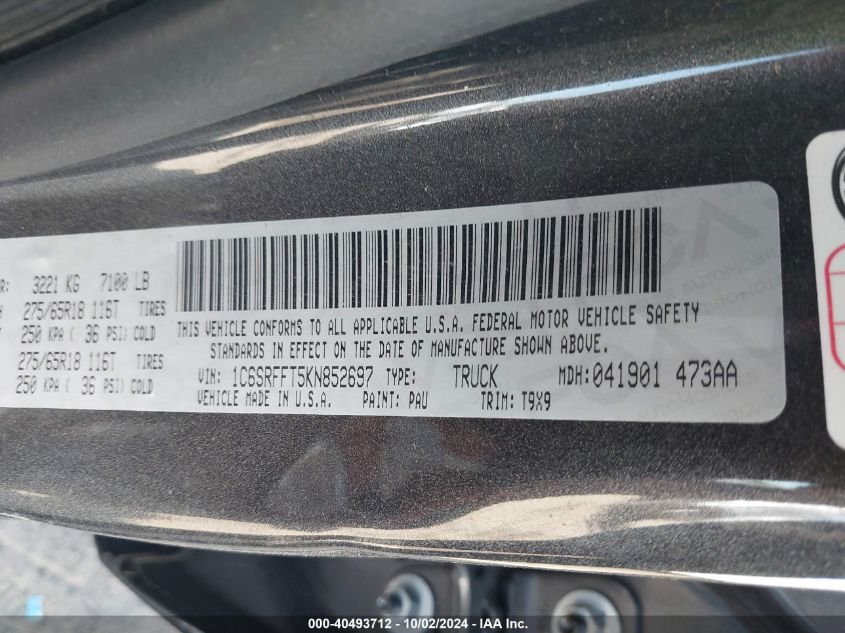 R: 3221 KG 7100 LB
275/65R18 116T TIRES
250 KPA ( 36 PSI) COLD
275/65R18 116T TIRES
250 KPA ( 36 PSI) COLD
THIS VEHICLE CONFORMS TO ALL APPLICABLE U.S.A. FEDERAL MOTOR VEHICLE SAFETY
STANDARDS IN EFFECT ON THE DATE OF MANUFACTURE SHOWN ABOVE.
VIN: 1C6SRFFT5KN852697 TYPE: TRUCK MDH: 041901 473AA
VEHICLE MADE IN U.S.A. PAINT: PAU TRIM: T9X9
000-40493712 - 10/02/2024 - IAA Inc.